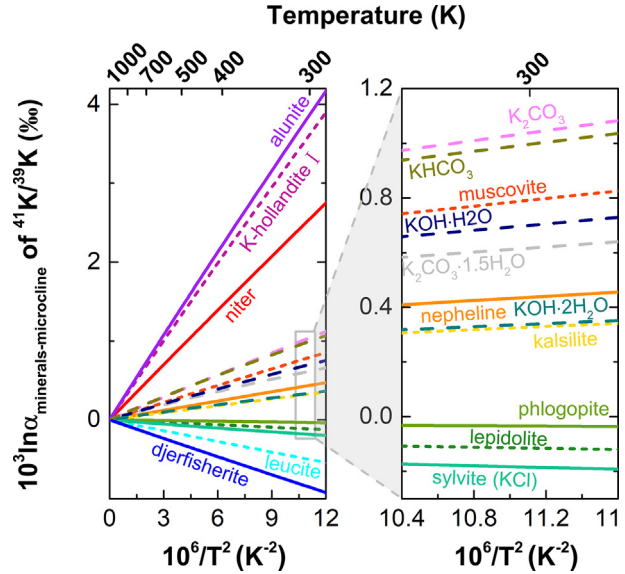 Temperature (K)
1000 700 500 400 300
300
10³lnα minerals-microcline of ⁴¹K/³⁹K (‰)
4
2
0
alunite
K-hollandite I
niter
leucite
djerfisherite
0 3 6 9 12
10⁶/T² (K⁻²)
1.2
0.8
0.4
0.0
K₂CO₃
KHCO₃
muscovite
KOH·H2O
K₂CO₃·1.5H₂O
nepheline KOH·2H₂O
kalsilite
phlogopite
lepidolite
sylvite (KCl)
10.4 10.8 11.2 11
10⁶/T² (K⁻²)